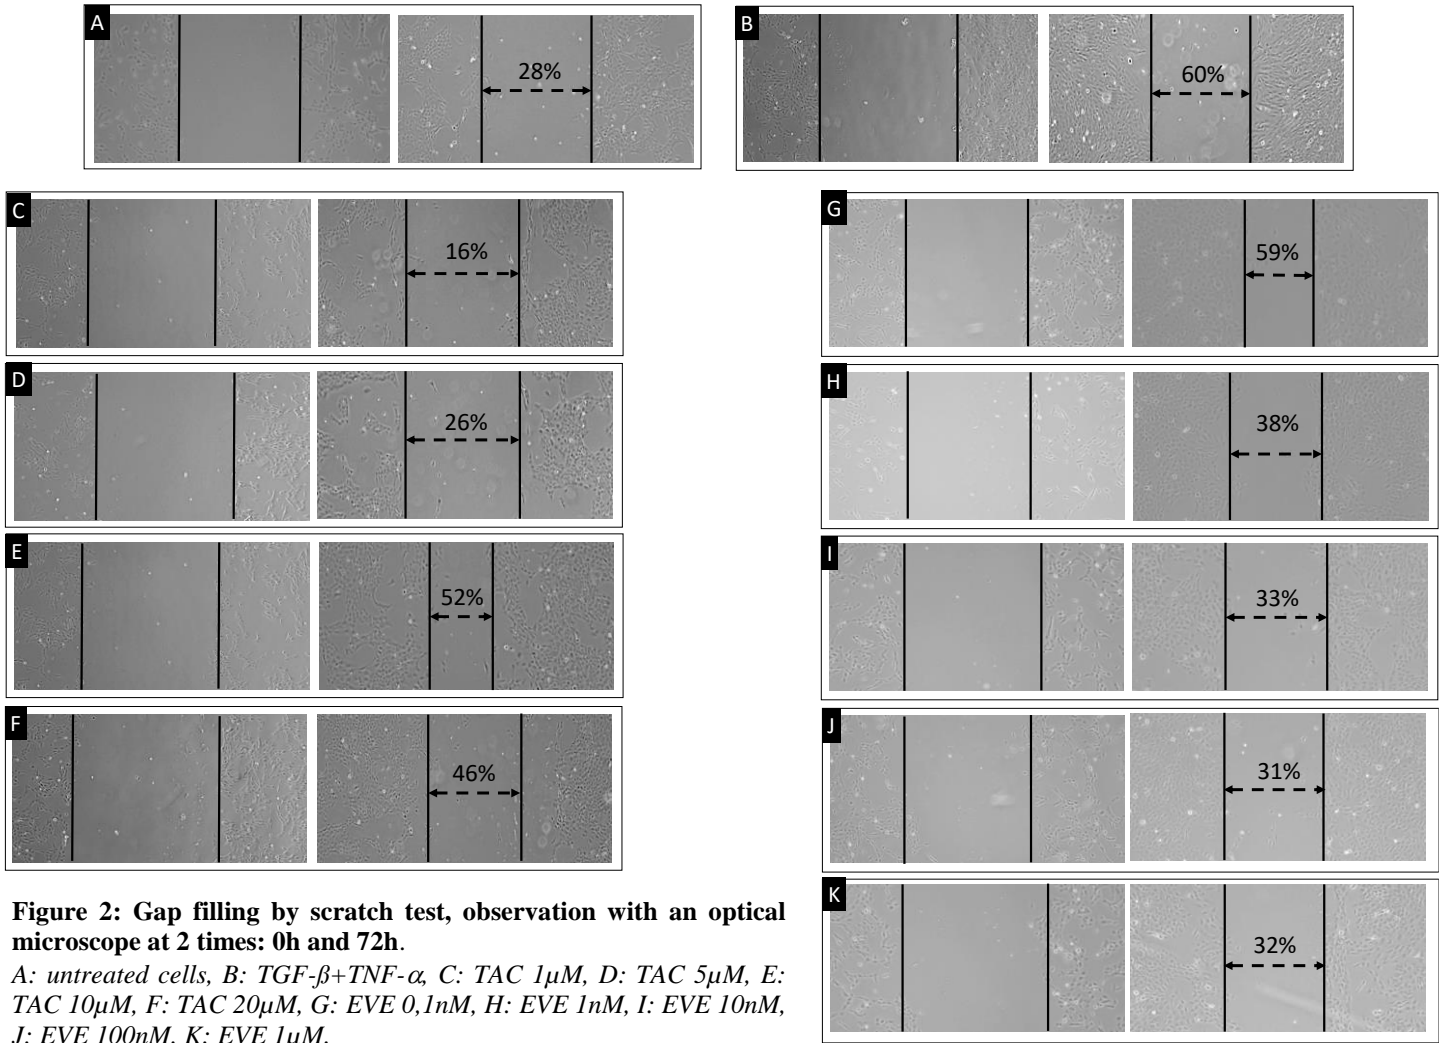 A
28%
B
60%
C
16%
G
59%
D
26%
H
38%
E
52%
I
33%
F
46%
J
31%
K
32%
Figure 2: Gap filling by scratch test, observation with an optical
microscope at 2 times: 0h and 72h.
A: untreated cells, B: TGF-β+TNF-α, C: TAC 1μM, D: TAC 5μM, E:
TAC 10μM, F: TAC 20μM, G: EVE 0,1nM, H: EVE 1nM, I: EVE 10nM,
J: EVE 100nM, K: EVE 1μM.